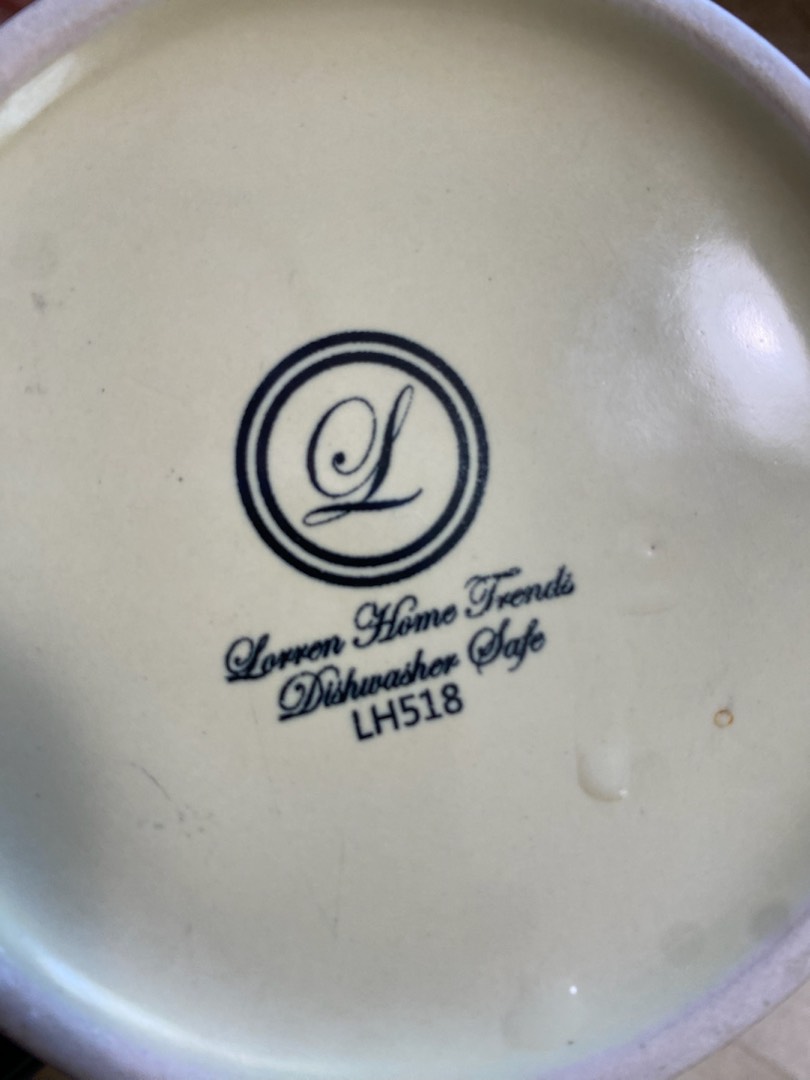 L
Lorren Home Trends
Dishwasher Safe
LH518